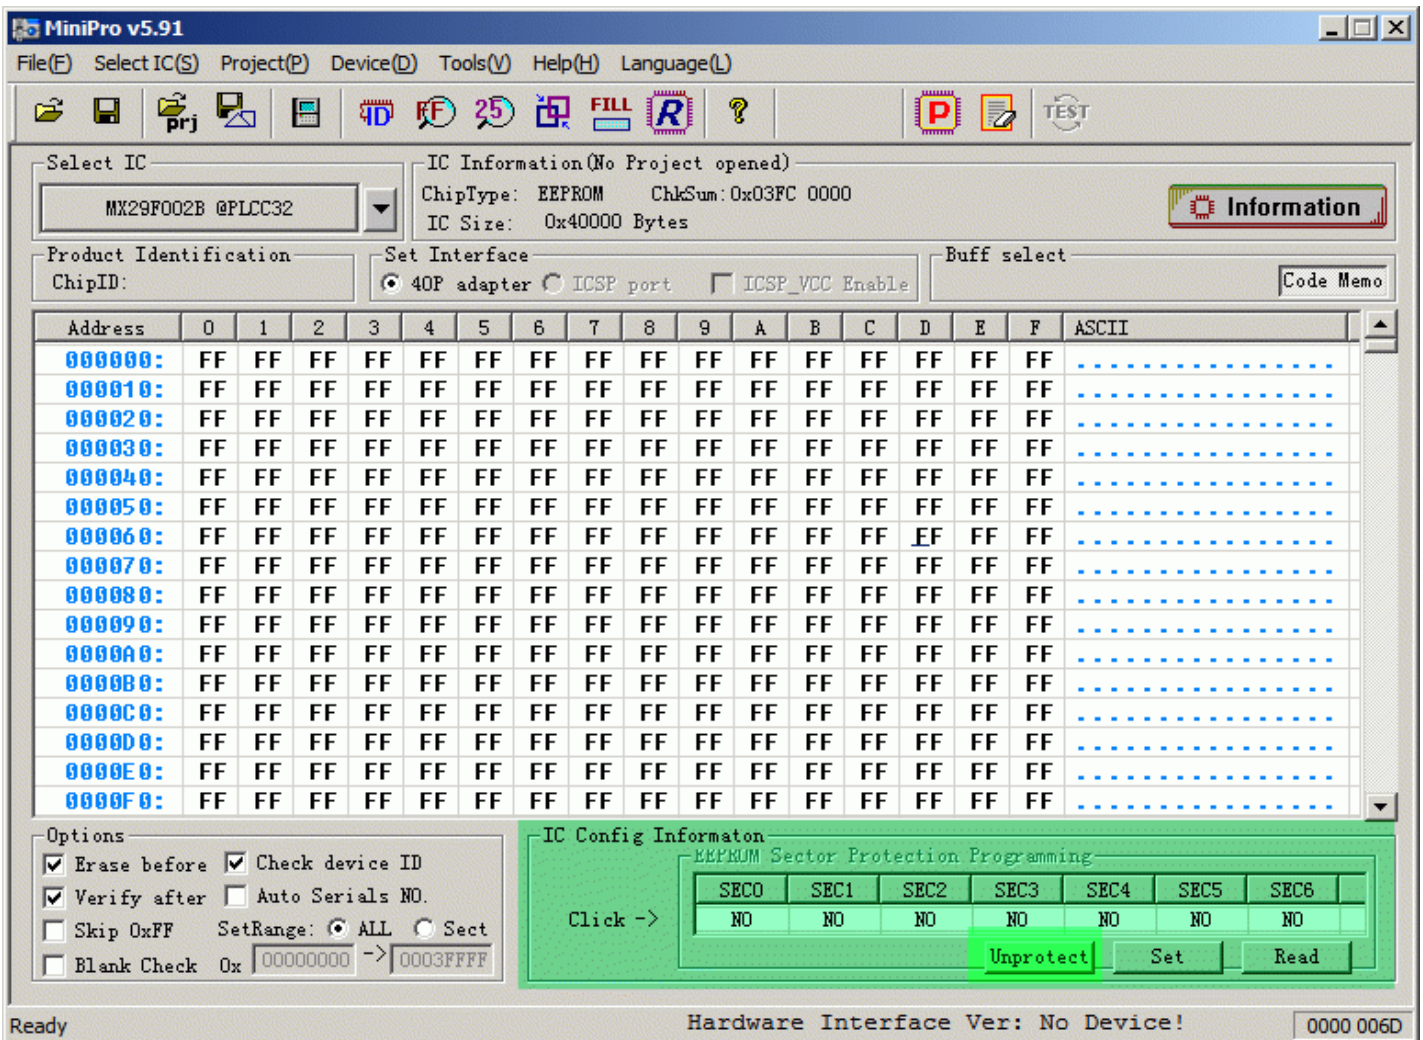 MiniPro v5.91
File(F) Select IC(S) Project(P) Device(D) Tools(V) Help(H) Language(L)
prj ID FF 25 FILL R ? P TEST
Select IC
MX29F002B @PLCC32
IC Information(No Project opened)
ChipType: EEPROM ChkSum:0x03FC 0000
IC Size: 0x40000 Bytes
Information
Product Identification
ChipID:
Set Interface
40P adapter ICSP port ICSP_VCC Enable
Buff select
Code Memo
Address 0 1 2 3 4 5 6 7 8 9 A B C D E F ASCII
000000: FF FF FF FF FF FF FF FF FF FF FF FF FF FF FF FF ................
000010: FF FF FF FF FF FF FF FF FF FF FF FF FF FF FF FF ................
000020: FF FF FF FF FF FF FF FF FF FF FF FF FF FF FF FF ................
000030: FF FF FF FF FF FF FF FF FF FF FF FF FF FF FF FF ................
000040: FF FF FF FF FF FF FF FF FF FF FF FF FF FF FF FF ................
000050: FF FF FF FF FF FF FF FF FF FF FF FF FF FF FF FF ................
000060: FF FF FF FF FF FF FF FF FF FF FF FF FF FF FF FF ................
000070: FF FF FF FF FF FF FF FF FF FF FF FF FF FF FF FF ................
000080: FF FF FF FF FF FF FF FF FF FF FF FF FF FF FF FF ................
000090: FF FF FF FF FF FF FF FF FF FF FF FF FF FF FF FF ................
0000A0: FF FF FF FF FF FF FF FF FF FF FF FF FF FF FF FF ................
0000B0: FF FF FF FF FF FF FF FF FF FF FF FF FF FF FF FF ................
0000C0: FF FF FF FF FF FF FF FF FF FF FF FF FF FF FF FF ................
0000D0: FF FF FF FF FF FF FF FF FF FF FF FF FF FF FF FF ................
0000E0: FF FF FF FF FF FF FF FF FF FF FF FF FF FF FF FF ................
0000F0: FF FF FF FF FF FF FF FF FF FF FF FF FF FF FF FF ................
Options
Erase before Check device ID
Verify after Auto Serials NO.
Skip 0xFF SetRange: ALL Sect
Blank Check 0x 00000000 -> 0003FFFF
IC Config Informaton
EEPROM Sector Protection Programming
SEC0 SEC1 SEC2 SEC3 SEC4 SEC5 SEC6
Click -> NO NO NO NO NO NO NO
Unprotect Set Read
Ready Hardware Interface Ver: No Device! 0000 006D